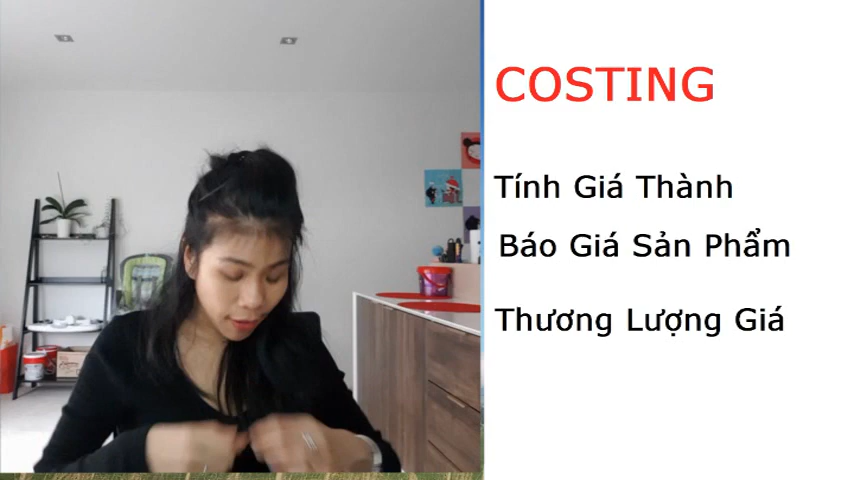 COSTING
Tính Giá Thành
Báo Giá Sản Phẩm
Thương Lượng Giá